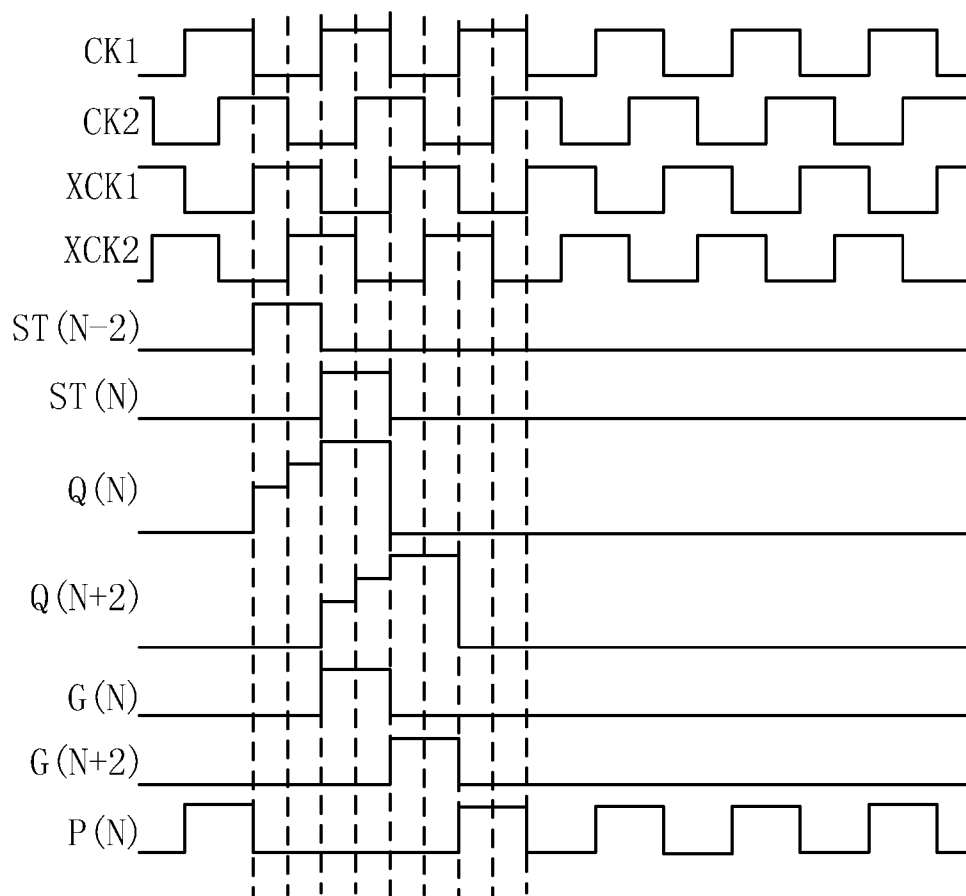 CK1
CK2
XCK1
XCK2
ST(N-2)
ST(N)
Q(N)
Q(N+2)
G(N)
G(N+2)
P(N)